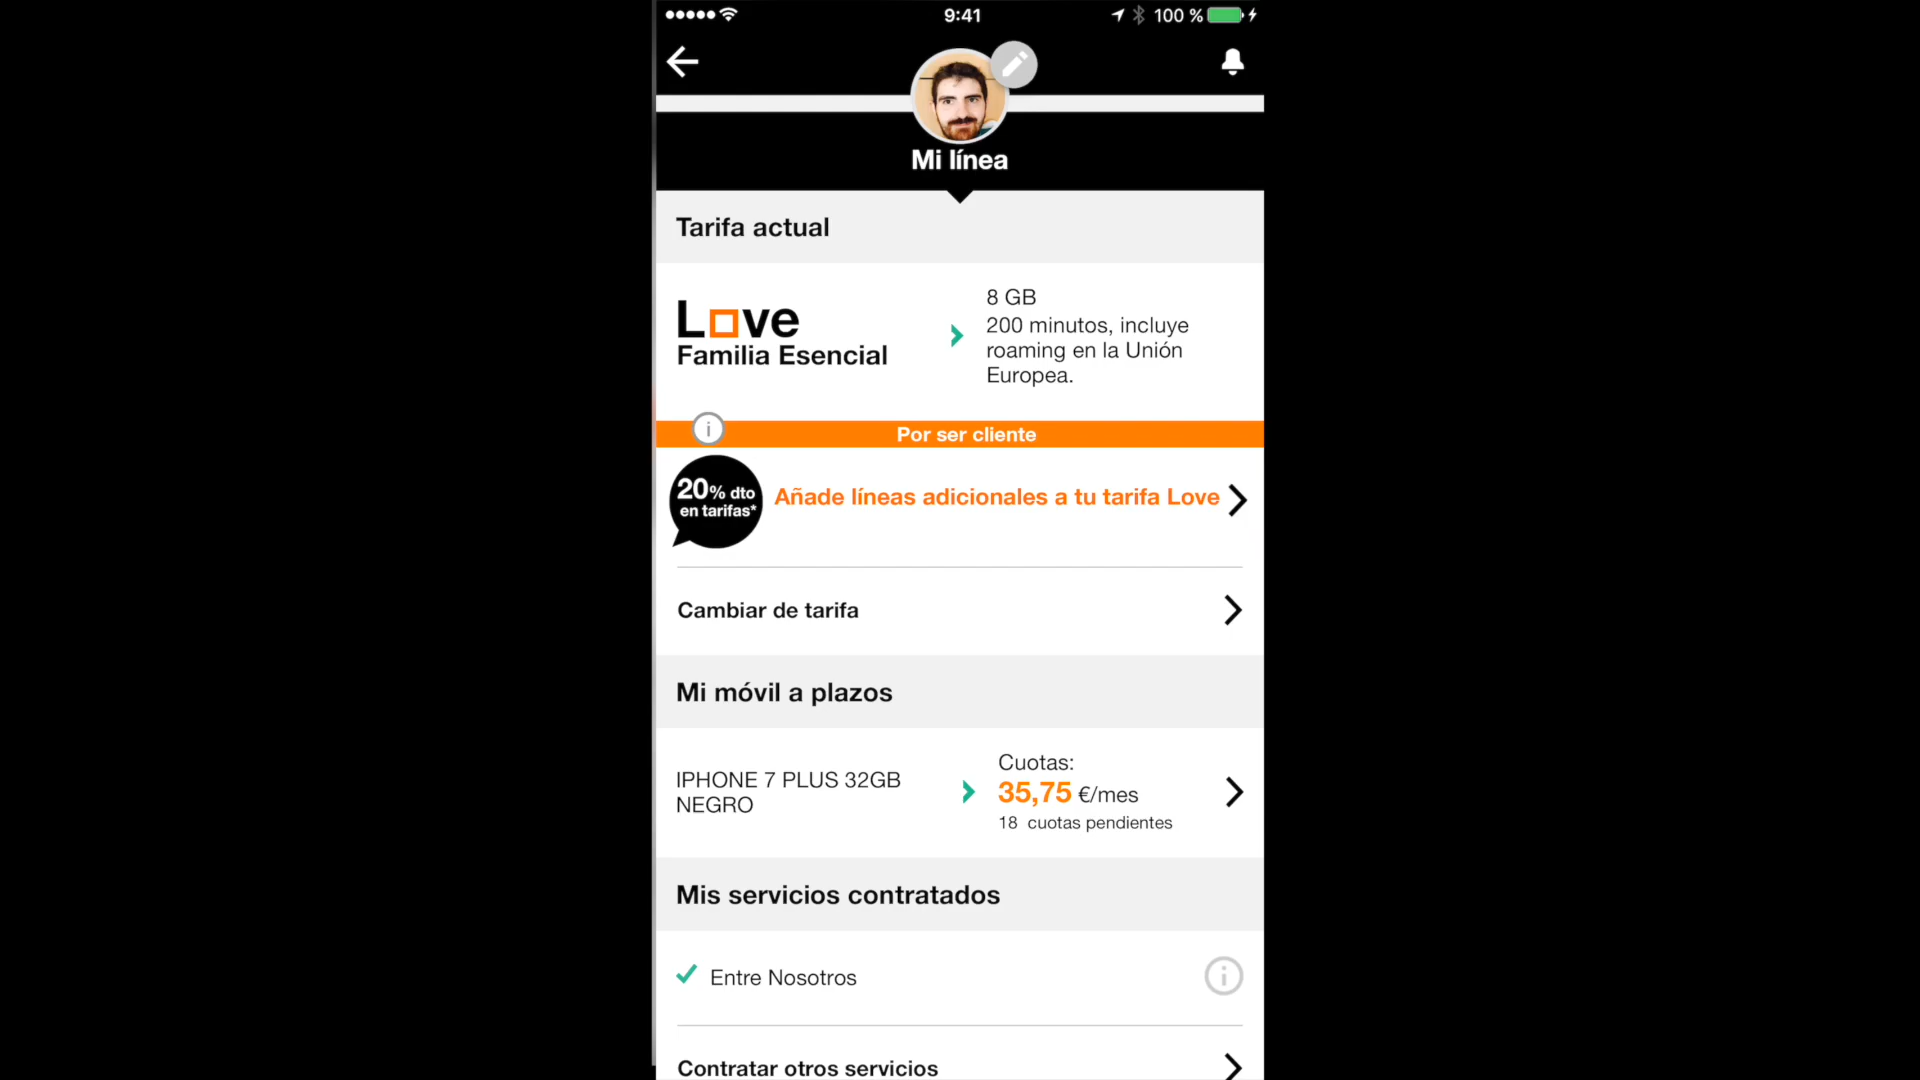 9:41
100 %
Mi línea
Tarifa actual
Love
Familia Esencial
8 GB
200 minutos, incluye
roaming en la Unión
Europea.
i
Por ser cliente
20% dto
en tarifas*
Añade líneas adicionales a tu tarifa Love
Cambiar de tarifa
Mi móvil a plazos
IPHONE 7 PLUS 32GB
NEGRO
Cuotas:
35,75 €/mes
18 cuotas pendientes
Mis servicios contratados
Entre Nosotros
i
Contratar otros servicios